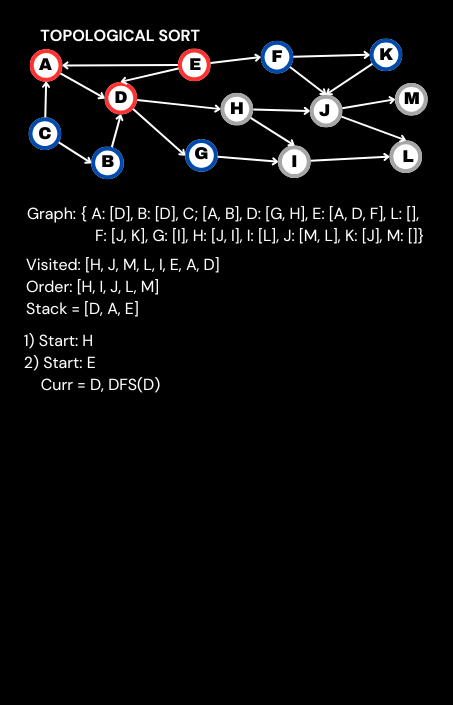 TOPOLOGICAL SORT
A
E
F
K
D
H
J
M
C
B
G
I
L
Graph: { A: [D], B: [D], C; [A, B], D: [G, H], E: [A, D, F], L: [],
F: [J, K], G: [I], H: [J, I], I: [L], J: [M, L], K: [J], M: []}
Visited: [H, J, M, L, I, E, A, D]
Order: [H, I, J, L, M]
Stack = [D, A, E]
1) Start: H
2) Start: E
Curr = D, DFS(D)